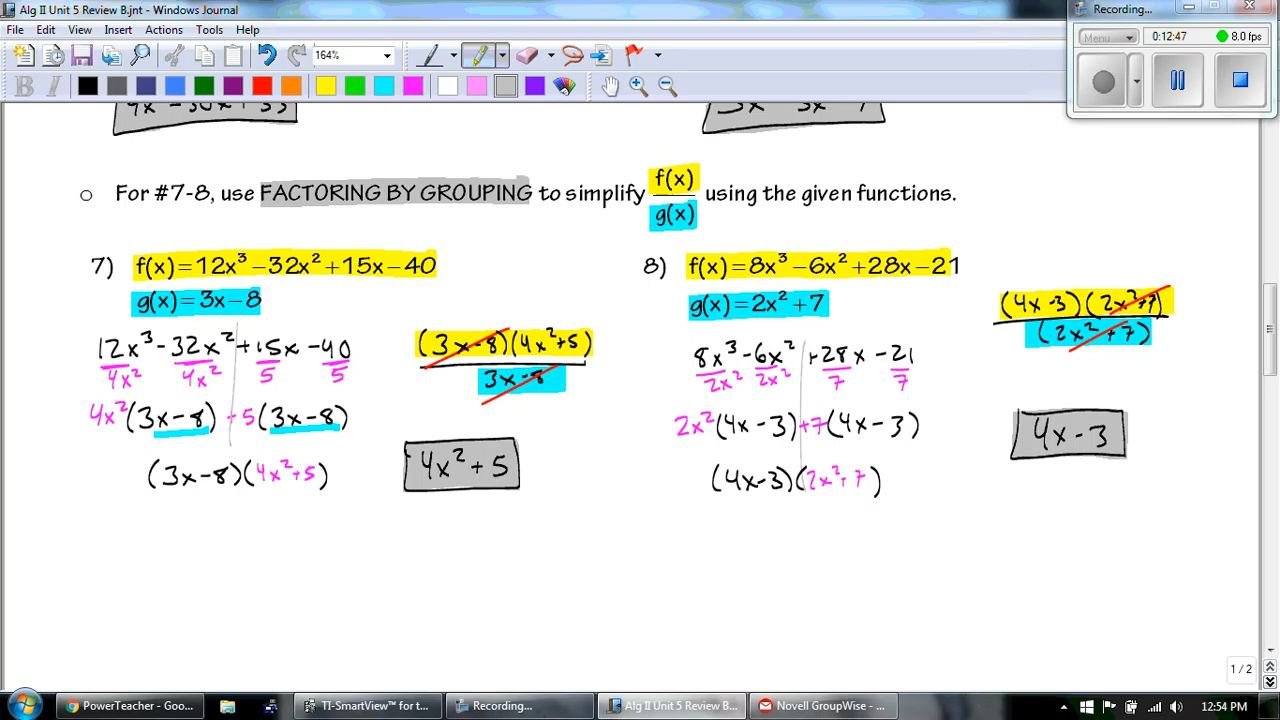 Alg II Unit 5 Review B.jnt - Windows Journal
Recording...
File Edit View Insert Actions Tools Help
Menu 0:12:47 8.0 fps
164%
B I
○ For #7-8, use FACTORING BY GROUPING to simplify f(x)/g(x) using the given functions.
7) f(x)=12x³−32x²+15x−40
g(x)=3x−8
12x³-32x²+15x-40
4x² 4x² 5 5
4x²(3x-8)+5(3x-8)
(3x-8)(4x²+5)
(3x-8)(4x²+5)
3x-8
4x²+5
8) f(x)=8x³−6x²+28x−21
g(x)=2x²+7
8x³-6x²+28x-21
2x² 2x² 7 7
2x²(4x-3)+7(4x-3)
(4x-3)(2x²+7)
(4x-3)(2x²+7)
(2x²+7)
4x-3
1/2
PowerTeacher - Goo...
TI-SmartView™ for t...
Recording...
Alg II Unit 5 Review B...
Novell GroupWise - ...
12:54 PM